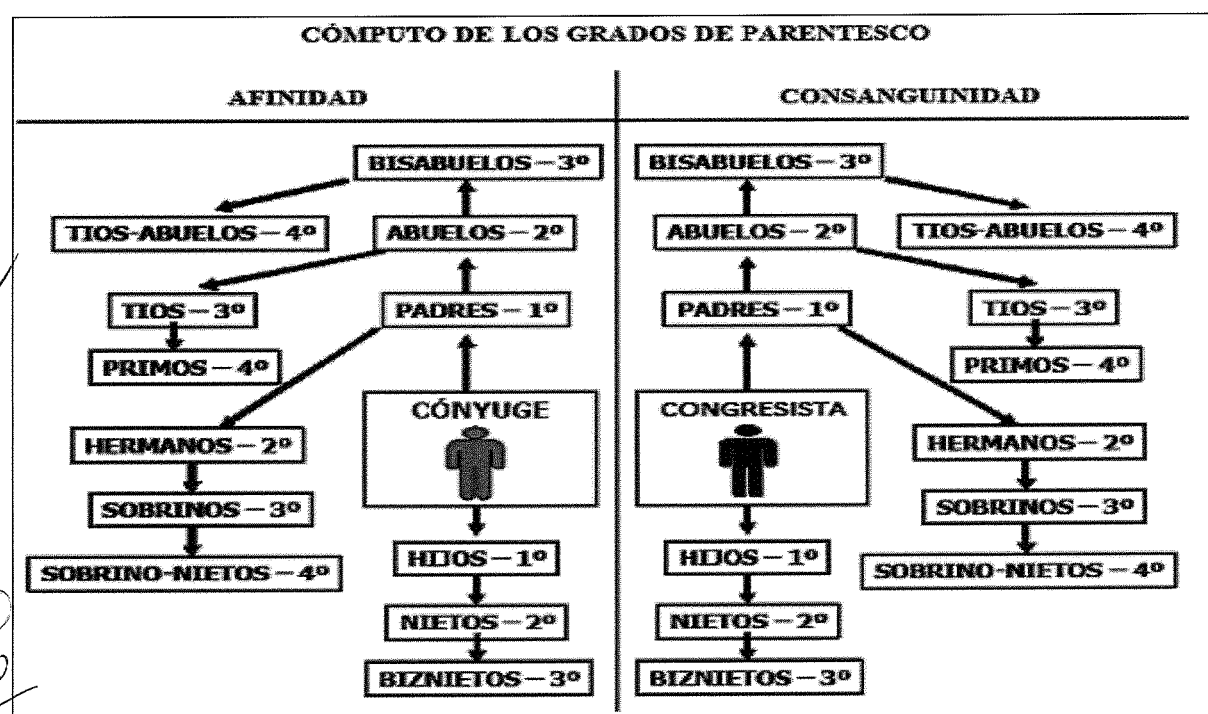 CÓMPUTO DE LOS GRADOS DE PARENTESCO
AFINIDAD
BISABUELOS – 3º
TIOS-ABUELOS – 4º
ABUELOS – 2º
TIOS – 3º
PADRES – 1º
PRIMOS – 4º
CÓNYUGE
HERMANOS – 2º
SOBRINOS – 3º
HIJOS – 1º
SOBRINO-NIETOS – 4º
NIETOS – 2º
BIZNIETOS – 3º
CONSANGUINIDAD
BISABUELOS – 3º
ABUELOS – 2º
TIOS-ABUELOS – 4º
PADRES – 1º
TIOS – 3º
PRIMOS – 4º
CONGRESISTA
HERMANOS – 2º
SOBRINOS – 3º
HIJOS – 1º
SOBRINO-NIETOS – 4º
NIETOS – 2º
BIZNIETOS – 3º